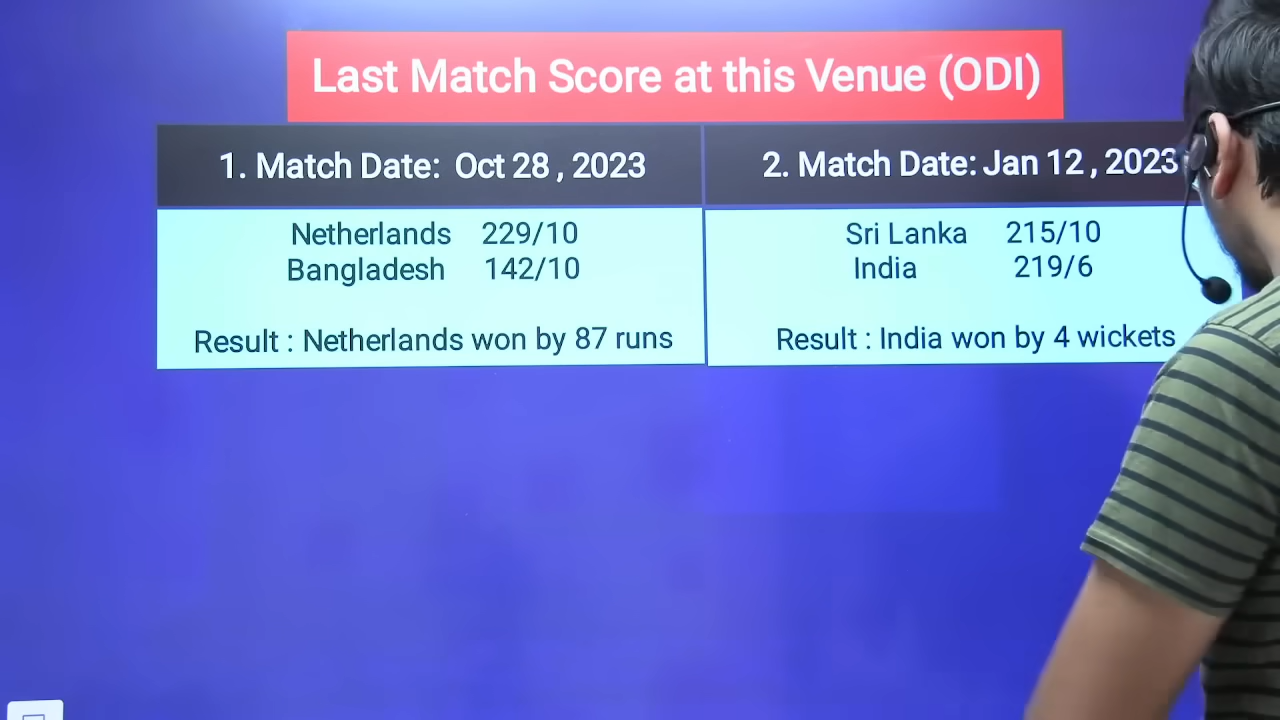 Last Match Score at this Venue (ODI)
1. Match Date: Oct 28 , 2023
Netherlands 229/10
Bangladesh 142/10
Result : Netherlands won by 87 runs
2. Match Date: Jan 12 , 2023
Sri Lanka 215/10
India 219/6
Result : India won by 4 wickets